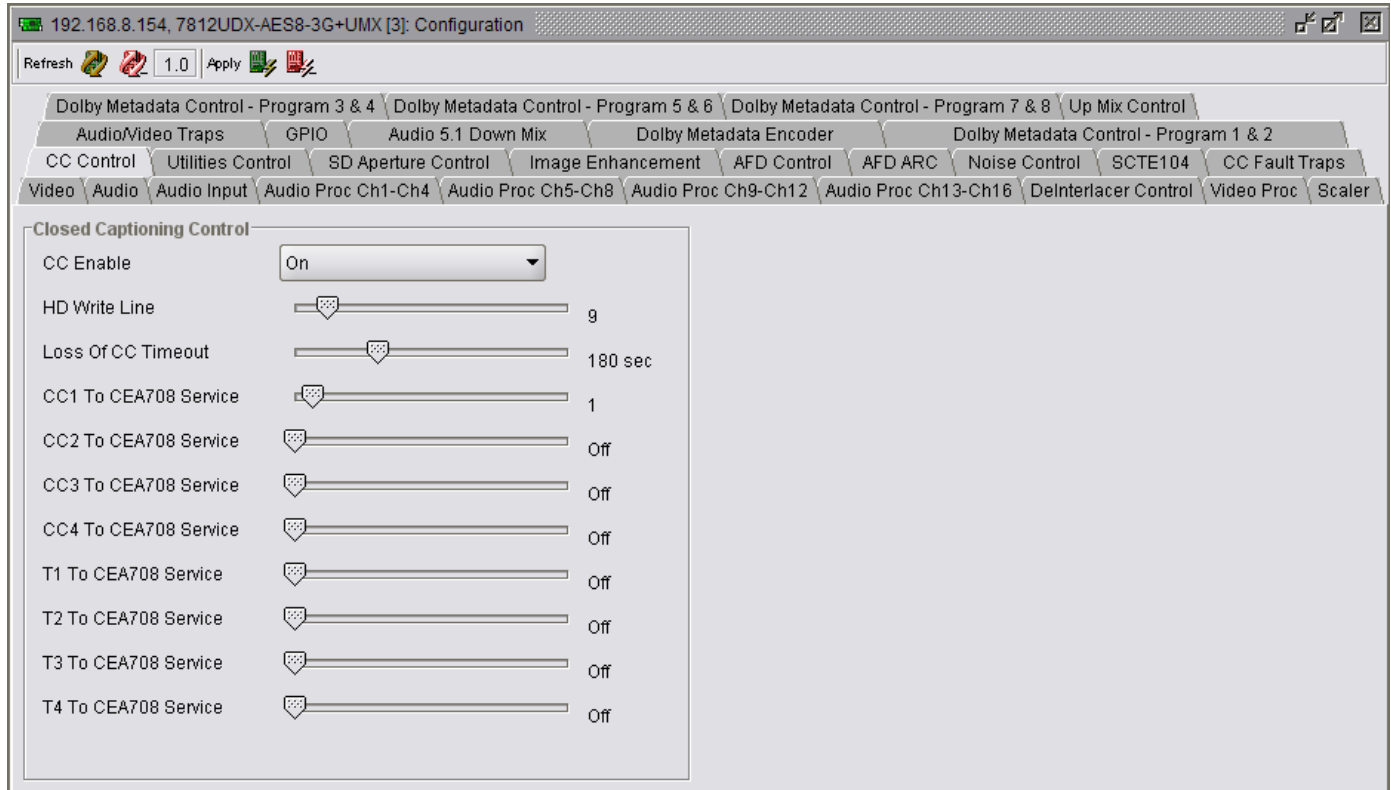 192.168.8.154, 7812UDX-AES8-3G+UMX [3]: Configuration
Refresh 1.0 Apply
Dolby Metadata Control - Program 3 & 4 Dolby Metadata Control - Program 5 & 6 Dolby Metadata Control - Program 7 & 8 Up Mix Control
Audio/Video Traps GPIO Audio 5.1 Down Mix Dolby Metadata Encoder Dolby Metadata Control - Program 1 & 2
CC Control Utilities Control SD Aperture Control Image Enhancement AFD Control AFD ARC Noise Control SCTE104 CC Fault Traps
Video Audio Audio Input Audio Proc Ch1-Ch4 Audio Proc Ch5-Ch8 Audio Proc Ch9-Ch12 Audio Proc Ch13-Ch16 DeInterlacer Control Video Proc Scaler
Closed Captioning Control
CC Enable On
HD Write Line 9
Loss Of CC Timeout 180 sec
CC1 To CEA708 Service 1
CC2 To CEA708 Service Off
CC3 To CEA708 Service Off
CC4 To CEA708 Service Off
T1 To CEA708 Service Off
T2 To CEA708 Service Off
T3 To CEA708 Service Off
T4 To CEA708 Service Off